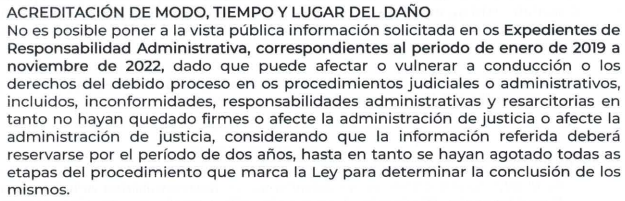 ACREDITACIÓN DE MODO, TIEMPO Y LUGAR DEL DAÑO
No es posible poner a la vista pública información solicitada en os Expedientes de
Responsabilidad Administrativa, correspondientes al periodo de enero de 2019 a
noviembre de 2022, dado que puede afectar o vulnerar a conducción o los
derechos del debido proceso en os procedimientos judiciales o administrativos,
incluidos, inconformidades, responsabilidades administrativas y resarcitorias en
tanto no hayan quedado firmes o afecte la administración de justicia o afecte la
administración de justicia, considerando que la información referida deberá
reservarse por el período de dos años, hasta en tanto se hayan agotado todas as
etapas del procedimiento que marca la Ley para determinar la conclusión de los
mismos.